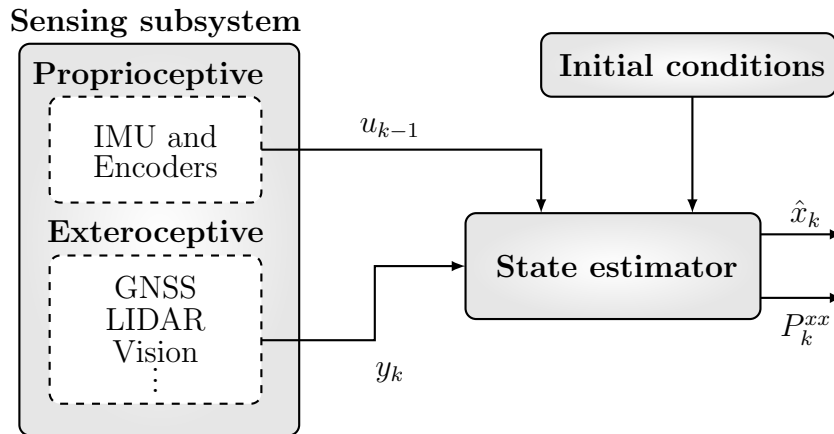 Sensing subsystem
Proprioceptive
IMU and
Encoders
Exteroceptive
GNSS
LIDAR
Vision
⋮
u_{k−1}
y_k
Initial conditions
State estimator
x̂_k
P_k^{xx}